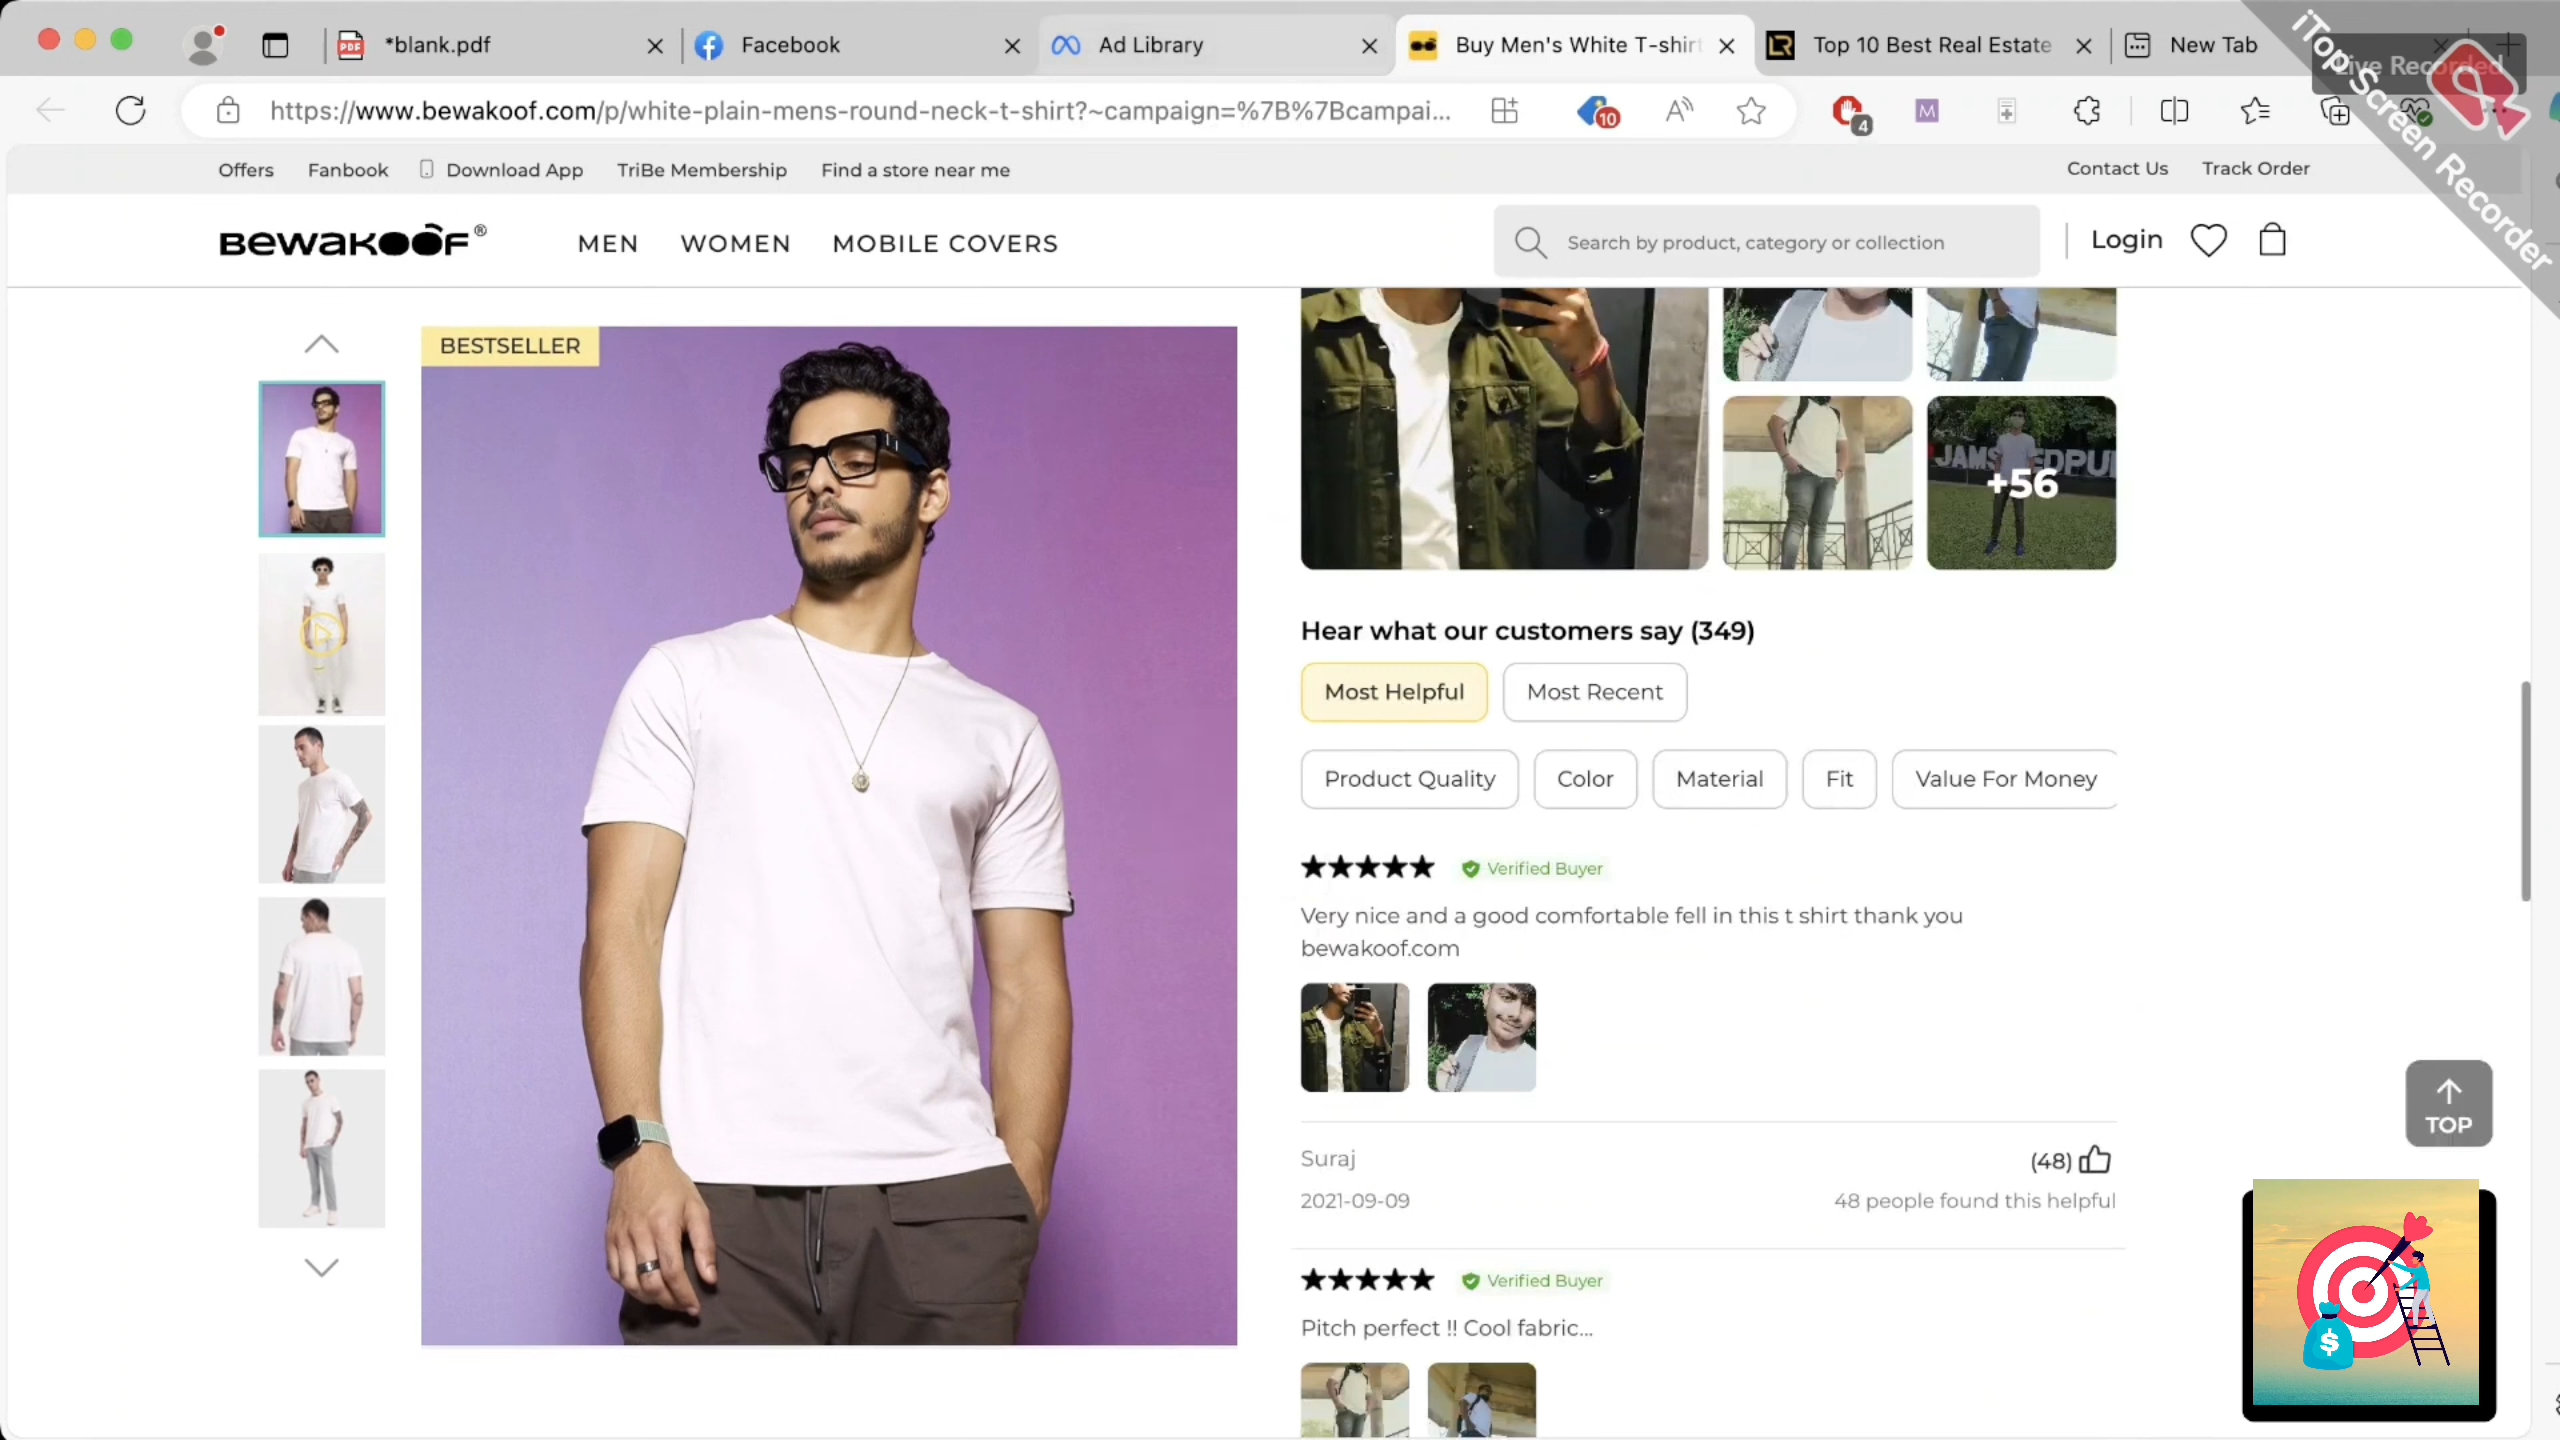 *blank.pdf
Facebook
Ad Library
Buy Men's White T-shirt
Top 10 Best Real Estate
New Tab
Live Recorded
iTop Screen Recorder
https://www.bewakoof.com/p/white-plain-mens-round-neck-t-shirt?~campaign=%7B%7Bcampai...
10
4
M
Offers
Fanbook
Download App
TriBe Membership
Find a store near me
Contact Us
Track Order
BEWAKOOF®
MEN
WOMEN
MOBILE COVERS
Search by product, category or collection
Login
BESTSELLER
+56
Hear what our customers say (349)
Most Helpful
Most Recent
Product Quality
Color
Material
Fit
Value For Money
★★★★★ Verified Buyer
Very nice and a good comfortable fell in this t shirt thank you
bewakoof.com
Suraj
(48)
2021-09-09
48 people found this helpful
TOP
★★★★★ Verified Buyer
Pitch perfect !! Cool fabric...
$